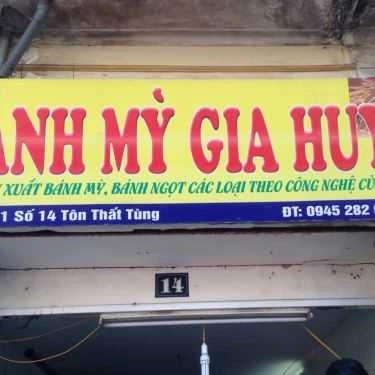 ANH MỲ GIA HUY
XUẤT BÁNH MỲ, BÁNH NGỌT CÁC LOẠI THEO CÔNG NGHỆ
1 Số 14 Tôn Thất Tùng ĐT: 0945 282
14